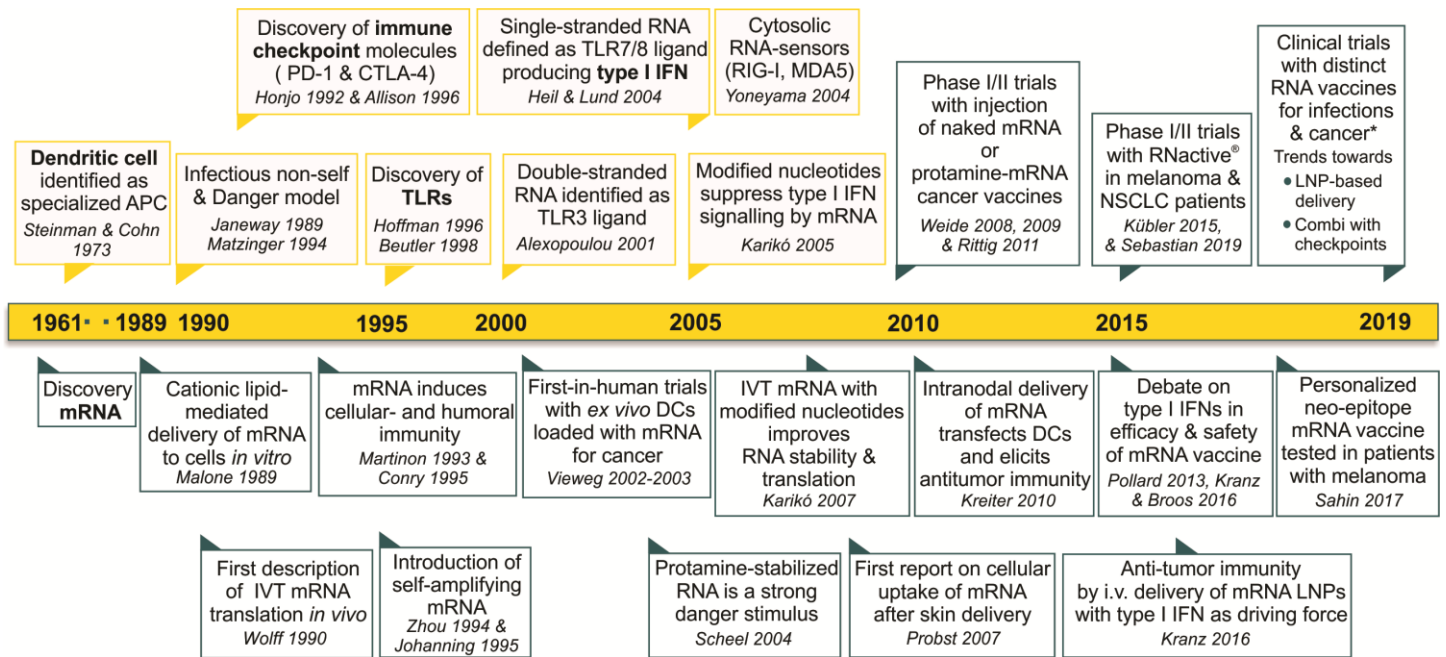 Discovery of immune
checkpoint molecules
( PD-1 & CTLA-4)
Honjo 1992 & Allison 1996
Single-stranded RNA
defined as TLR7/8 ligand
producing type I IFN
Heil & Lund 2004
Cytosolic
RNA-sensors
(RIG-I, MDA5)
Yoneyama 2004
Phase I/II trials
with injection
of naked mRNA
or
protamine-mRNA
cancer vaccines
Weide 2008, 2009
& Rittig 2011
Phase I/II trials
with RNactive®
in melanoma &
NSCLC patients
Kübler 2015,
& Sebastian 2019
Clinical trials
with distinct
RNA vaccines
for infections
& cancer*
Trends towards
• LNP-based
delivery
• Combi with
checkpoints
Dendritic cell
identified as
specialized APC
Steinman & Cohn
1973
Infectious non-self
& Danger model
Janeway 1989
Matzinger 1994
Discovery of
TLRs
Hoffman 1996
Beutler 1998
Double-stranded
RNA identified as
TLR3 ligand
Alexopoulou 2001
Modified nucleotides
suppress type I IFN
signalling by mRNA
Karikó 2005
1961 · · 1989 1990 1995 2000 2005 2010 2015 2019
Discovery
mRNA
Cationic lipid-
mediated
delivery of mRNA
to cells in vitro
Malone 1989
mRNA induces
cellular- and humoral
immunity
Martinon 1993 &
Conry 1995
First-in-human trials
with ex vivo DCs
loaded with mRNA
for cancer
Vieweg 2002-2003
IVT mRNA with
modified nucleotides
improves
RNA stability &
translation
Karikó 2007
Intranodal delivery
of mRNA
transfects DCs
and elicits
antitumor immunity
Kreiter 2010
Debate on
type I IFNs in
efficacy & safety
of mRNA vaccine
Pollard 2013, Kranz
& Broos 2016
Personalized
neo-epitope
mRNA vaccine
tested in patients
with melanoma
Sahin 2017
First description
of IVT mRNA
translation in vivo
Wolff 1990
Introduction of
self-amplifying
mRNA
Zhou 1994 &
Johanning 1995
Protamine-stabilized
RNA is a strong
danger stimulus
Scheel 2004
First report on cellular
uptake of mRNA
after skin delivery
Probst 2007
Anti-tumor immunity
by i.v. delivery of mRNA LNPs
with type I IFN as driving force
Kranz 2016